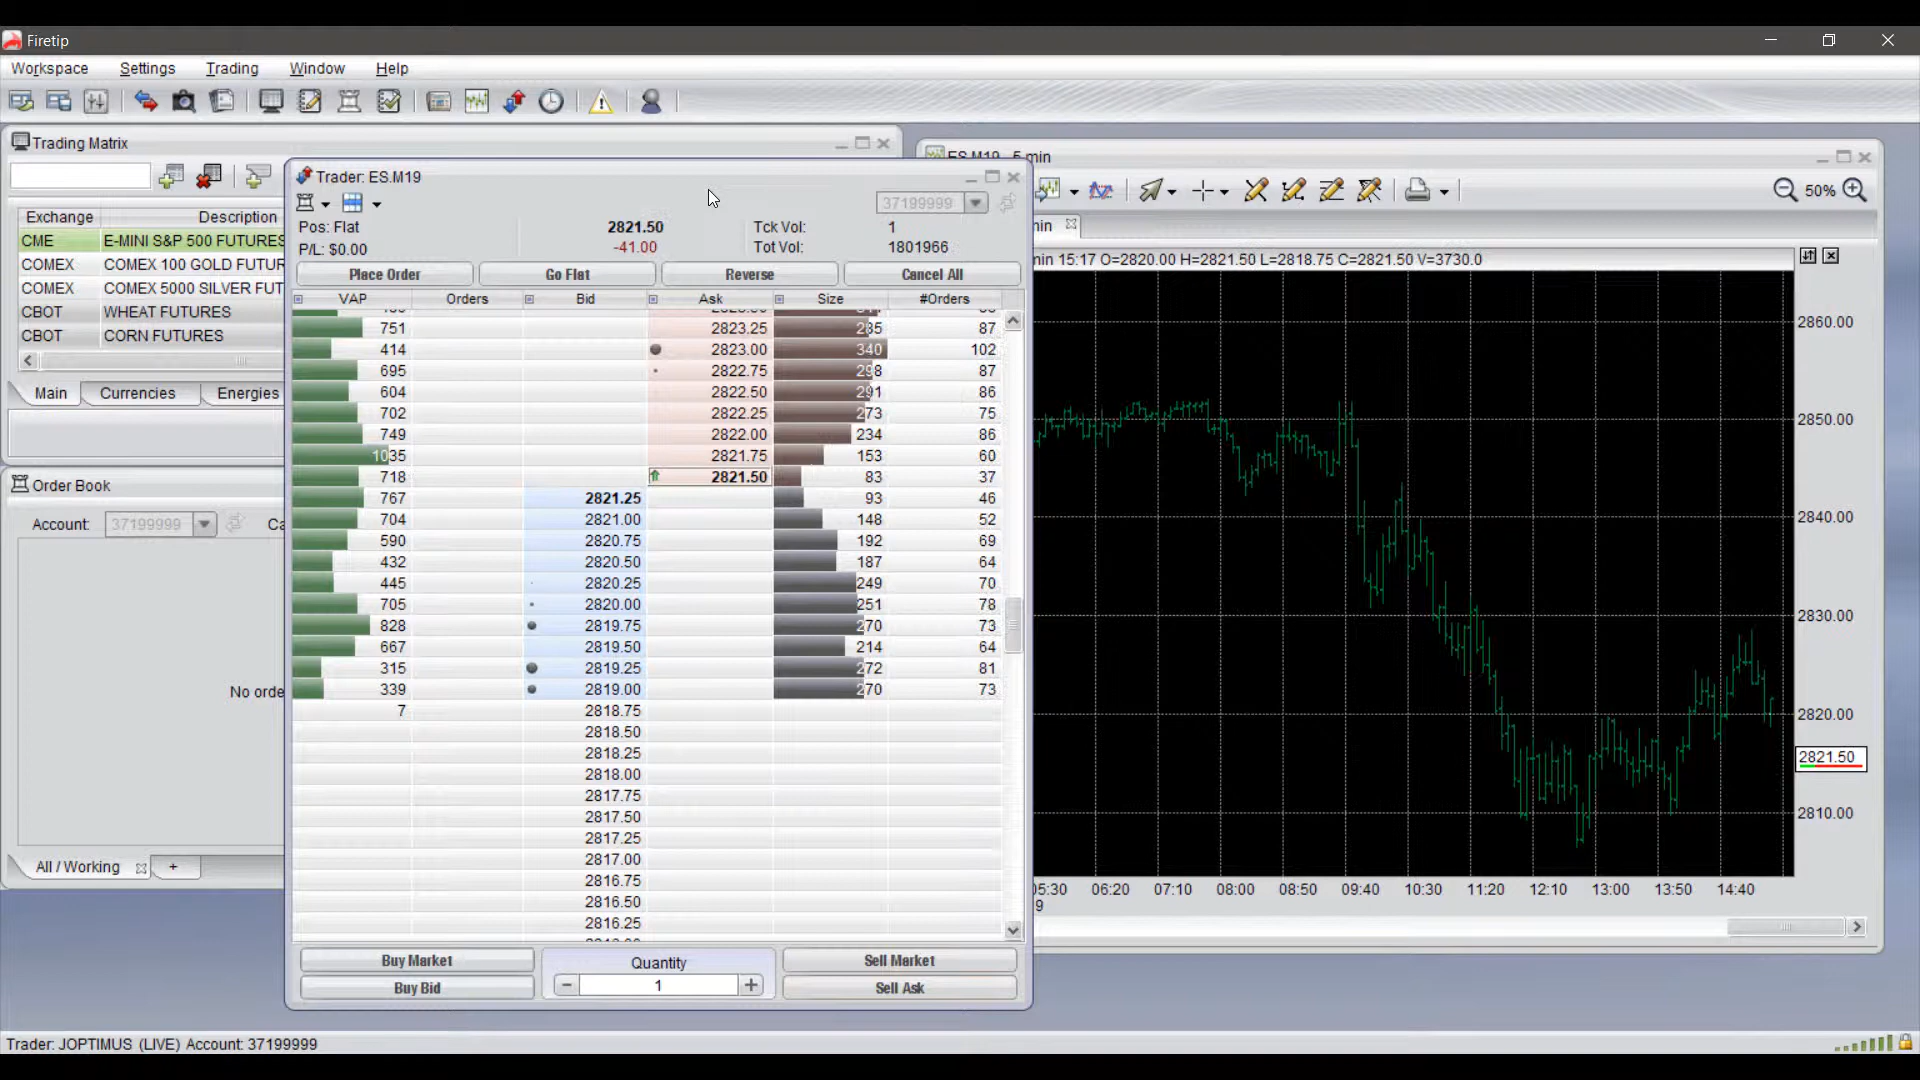 Firetip
Workspace Settings Trading Window Help
Trading Matrix
Exchange Description
CME E-MINI S&P 500 FUTURES
COMEX COMEX 100 GOLD FUTUR
COMEX COMEX 5000 SILVER FUT
CBOT WHEAT FUTURES
CBOT CORN FUTURES
Main Currencies Energies
Order Book
Account: 37199999 Ca
No orde
All / Working +
Trader: ES.M19
37199999
Pos: Flat 2821.50 Tck Vol: 1
P/L: $0.00 -41.00 Tot Vol: 1801966
Place Order Go Flat Reverse Cancel All
VAP Orders Bid Ask Size #Orders
751 2823.25 285 87
414 2823.00 340 102
695 2822.75 298 87
604 2822.50 291 86
702 2822.25 273 75
749 2822.00 234 86
1035 2821.75 153 60
718 2821.50 83 37
767 2821.25 93 46
704 2821.00 148 52
590 2820.75 192 69
432 2820.50 187 64
445 2820.25 249 70
705 2820.00 251 78
828 2819.75 270 73
667 2819.50 214 64
315 2819.25 272 81
339 2819.00 270 73
7 2818.75
2818.50
2818.25
2818.00
2817.75
2817.50
2817.25
2817.00
2816.75
2816.50
2816.25
Buy Market Quantity Sell Market
Buy Bid - 1 + Sell Ask
ES.M19 - 5 min
50%
min
min 15:17 O=2820.00 H=2821.50 L=2818.75 C=2821.50 V=3730.0
2860.00
2850.00
2840.00
2830.00
2820.00
2821.50
2810.00
05:30 06:20 07:10 08:00 08:50 09:40 10:30 11:20 12:10 13:00 13:50 14:40
9
Trader: JOPTIMUS (LIVE) Account: 37199999